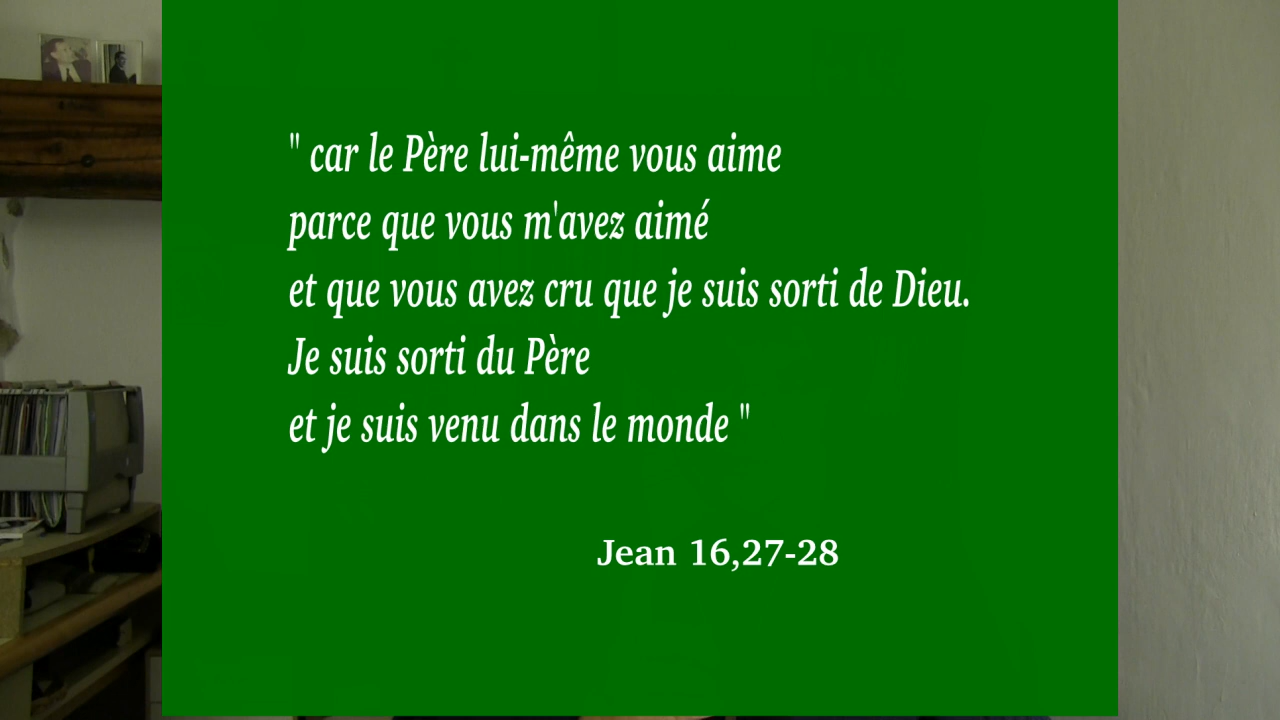 " car le Père lui-même vous aime
parce que vous m'avez aimé
et que vous avez cru que je suis sorti de Dieu.
Je suis sorti du Père
et je suis venu dans le monde "
Jean 16,27-28